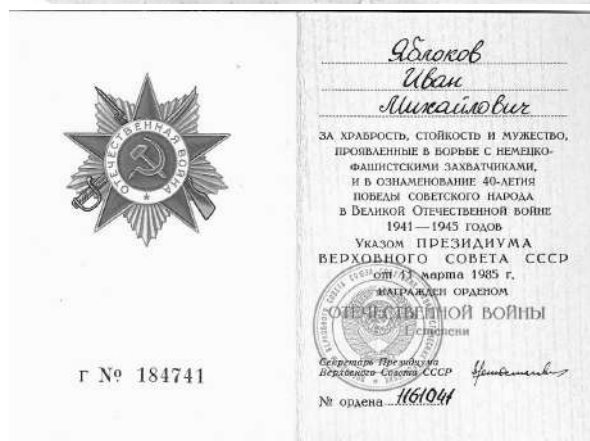 ОТЕЧЕСТВЕННАЯ ВОЙНА
г № 184741
Яблоков
Иван
Михайлович
ЗА ХРАБРОСТЬ, СТОЙКОСТЬ И МУЖЕСТВО,
ПРОЯВЛЕННЫЕ В БОРЬБЕ С НЕМЕЦКО-
ФАШИСТСКИМИ ЗАХВАТЧИКАМИ,
И В ОЗНАМЕНОВАНИЕ 40-ЛЕТИЯ
ПОБЕДЫ СОВЕТСКОГО НАРОДА
В ВЕЛИКОЙ ОТЕЧЕСТВЕННОЙ ВОЙНЕ
1941—1945 ГОДОВ
УКАЗОМ ПРЕЗИДИУМА
ВЕРХОВНОГО СОВЕТА СССР
от 11 марта 1985 г.
НАГРАЖДЕН ОРДЕНОМ
ОТЕЧЕСТВЕННОЙ ВОЙНЫ
I степени
Секретарь Президиума
Верховного Совета СССР
№ ордена 1161041